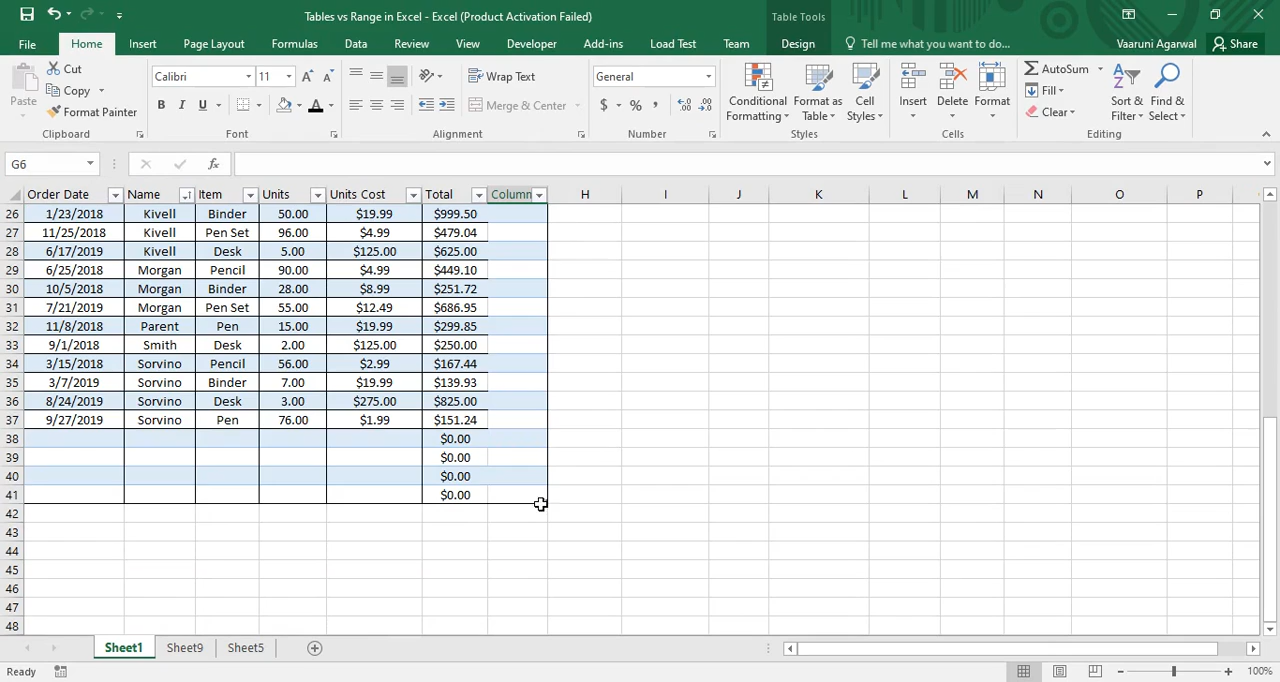 Tables vs Range in Excel - Excel (Product Activation Failed)
Table Tools
File Home Insert Page Layout Formulas Data Review View Developer Add-ins Load Test Team Design Tell me what you want to do... Vaaruni Agarwal Share
Paste
Cut
Copy
Format Painter
Clipboard
Calibri 11
B I U
Font
Wrap Text
Merge & Center
Alignment
General
$ % ,
Number
Conditional Formatting
Format as Table
Cell Styles
Styles
Insert Delete Format
Cells
AutoSum
Fill
Clear
Sort & Filter
Find & Select
Editing
G6 fx
Order Date Name Item Units Units Cost Total Column H I J K L M N O P
26 1/23/2018 Kivell Binder 50.00 $19.99 $999.50
27 11/25/2018 Kivell Pen Set 96.00 $4.99 $479.04
28 6/17/2019 Kivell Desk 5.00 $125.00 $625.00
29 6/25/2018 Morgan Pencil 90.00 $4.99 $449.10
30 10/5/2018 Morgan Binder 28.00 $8.99 $251.72
31 7/21/2019 Morgan Pen Set 55.00 $12.49 $686.95
32 11/8/2018 Parent Pen 15.00 $19.99 $299.85
33 9/1/2018 Smith Desk 2.00 $125.00 $250.00
34 3/15/2018 Sorvino Pencil 56.00 $2.99 $167.44
35 3/7/2019 Sorvino Binder 7.00 $19.99 $139.93
36 8/24/2019 Sorvino Desk 3.00 $275.00 $825.00
37 9/27/2019 Sorvino Pen 76.00 $1.99 $151.24
38 $0.00
39 $0.00
40 $0.00
41 $0.00
42
43
44
45
46
47
48
Sheet1 Sheet9 Sheet5
Ready 100%